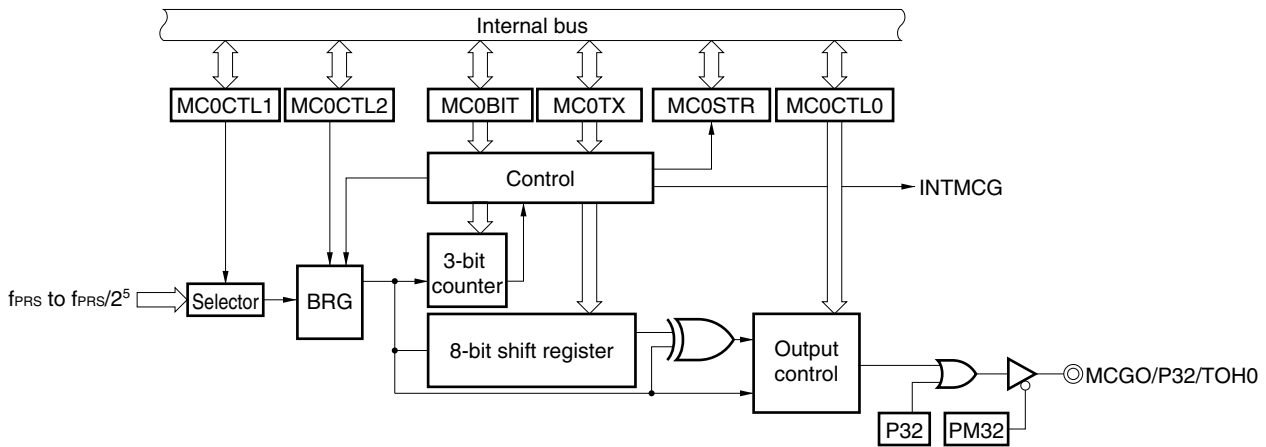 Internal bus
MC0CTL1 MC0CTL2 MC0BIT MC0TX MC0STR MC0CTL0
Control
INTMCG
3-bit
counter
fPRS to fPRS/2⁵
Selector
BRG
8-bit shift register
Output
control
MCGO/P32/TOH0
P32 PM32